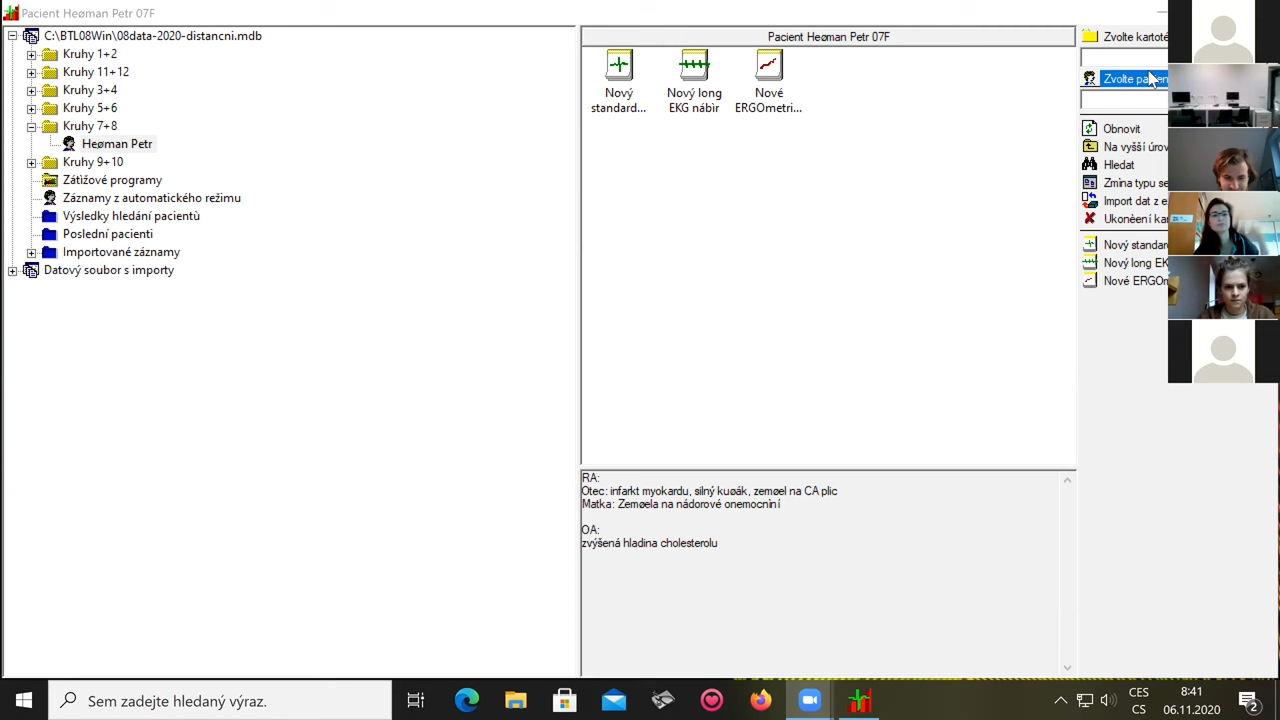 Pacient Heøman Petr 07F
C:\BTL08Win\08data-2020-distancni.mdb
Kruhy 1+2
Kruhy 11+12
Kruhy 3+4
Kruhy 5+6
Kruhy 7+8
Heøman Petr
Kruhy 9+10
Zátìžové programy
Záznamy z automatického režimu
Výsledky hledání pacientù
Poslední pacienti
Importované záznamy
Datový soubor s importy
Pacient Heøman Petr 07F
Nový
standard...
Nový long
EKG nábìr
Nové
ERGOmetri...
RA:
Otec: infarkt myokardu, silný kuøák, zemøel na CA plic
Matka: Zemøela na nádorové onemocnìní
OA:
zvýšená hladina cholesterolu
Zvolte kartoté
Zvolte pacien
Obnovit
Na vyšší úrov
Hledat
Zmìna typu se
Import dat z e
Ukonèení kar
Nový standar
Nový long EK
Nové ERGOm
Sem zadejte hledaný výraz.
CES
CS
8:41
06.11.2020
2